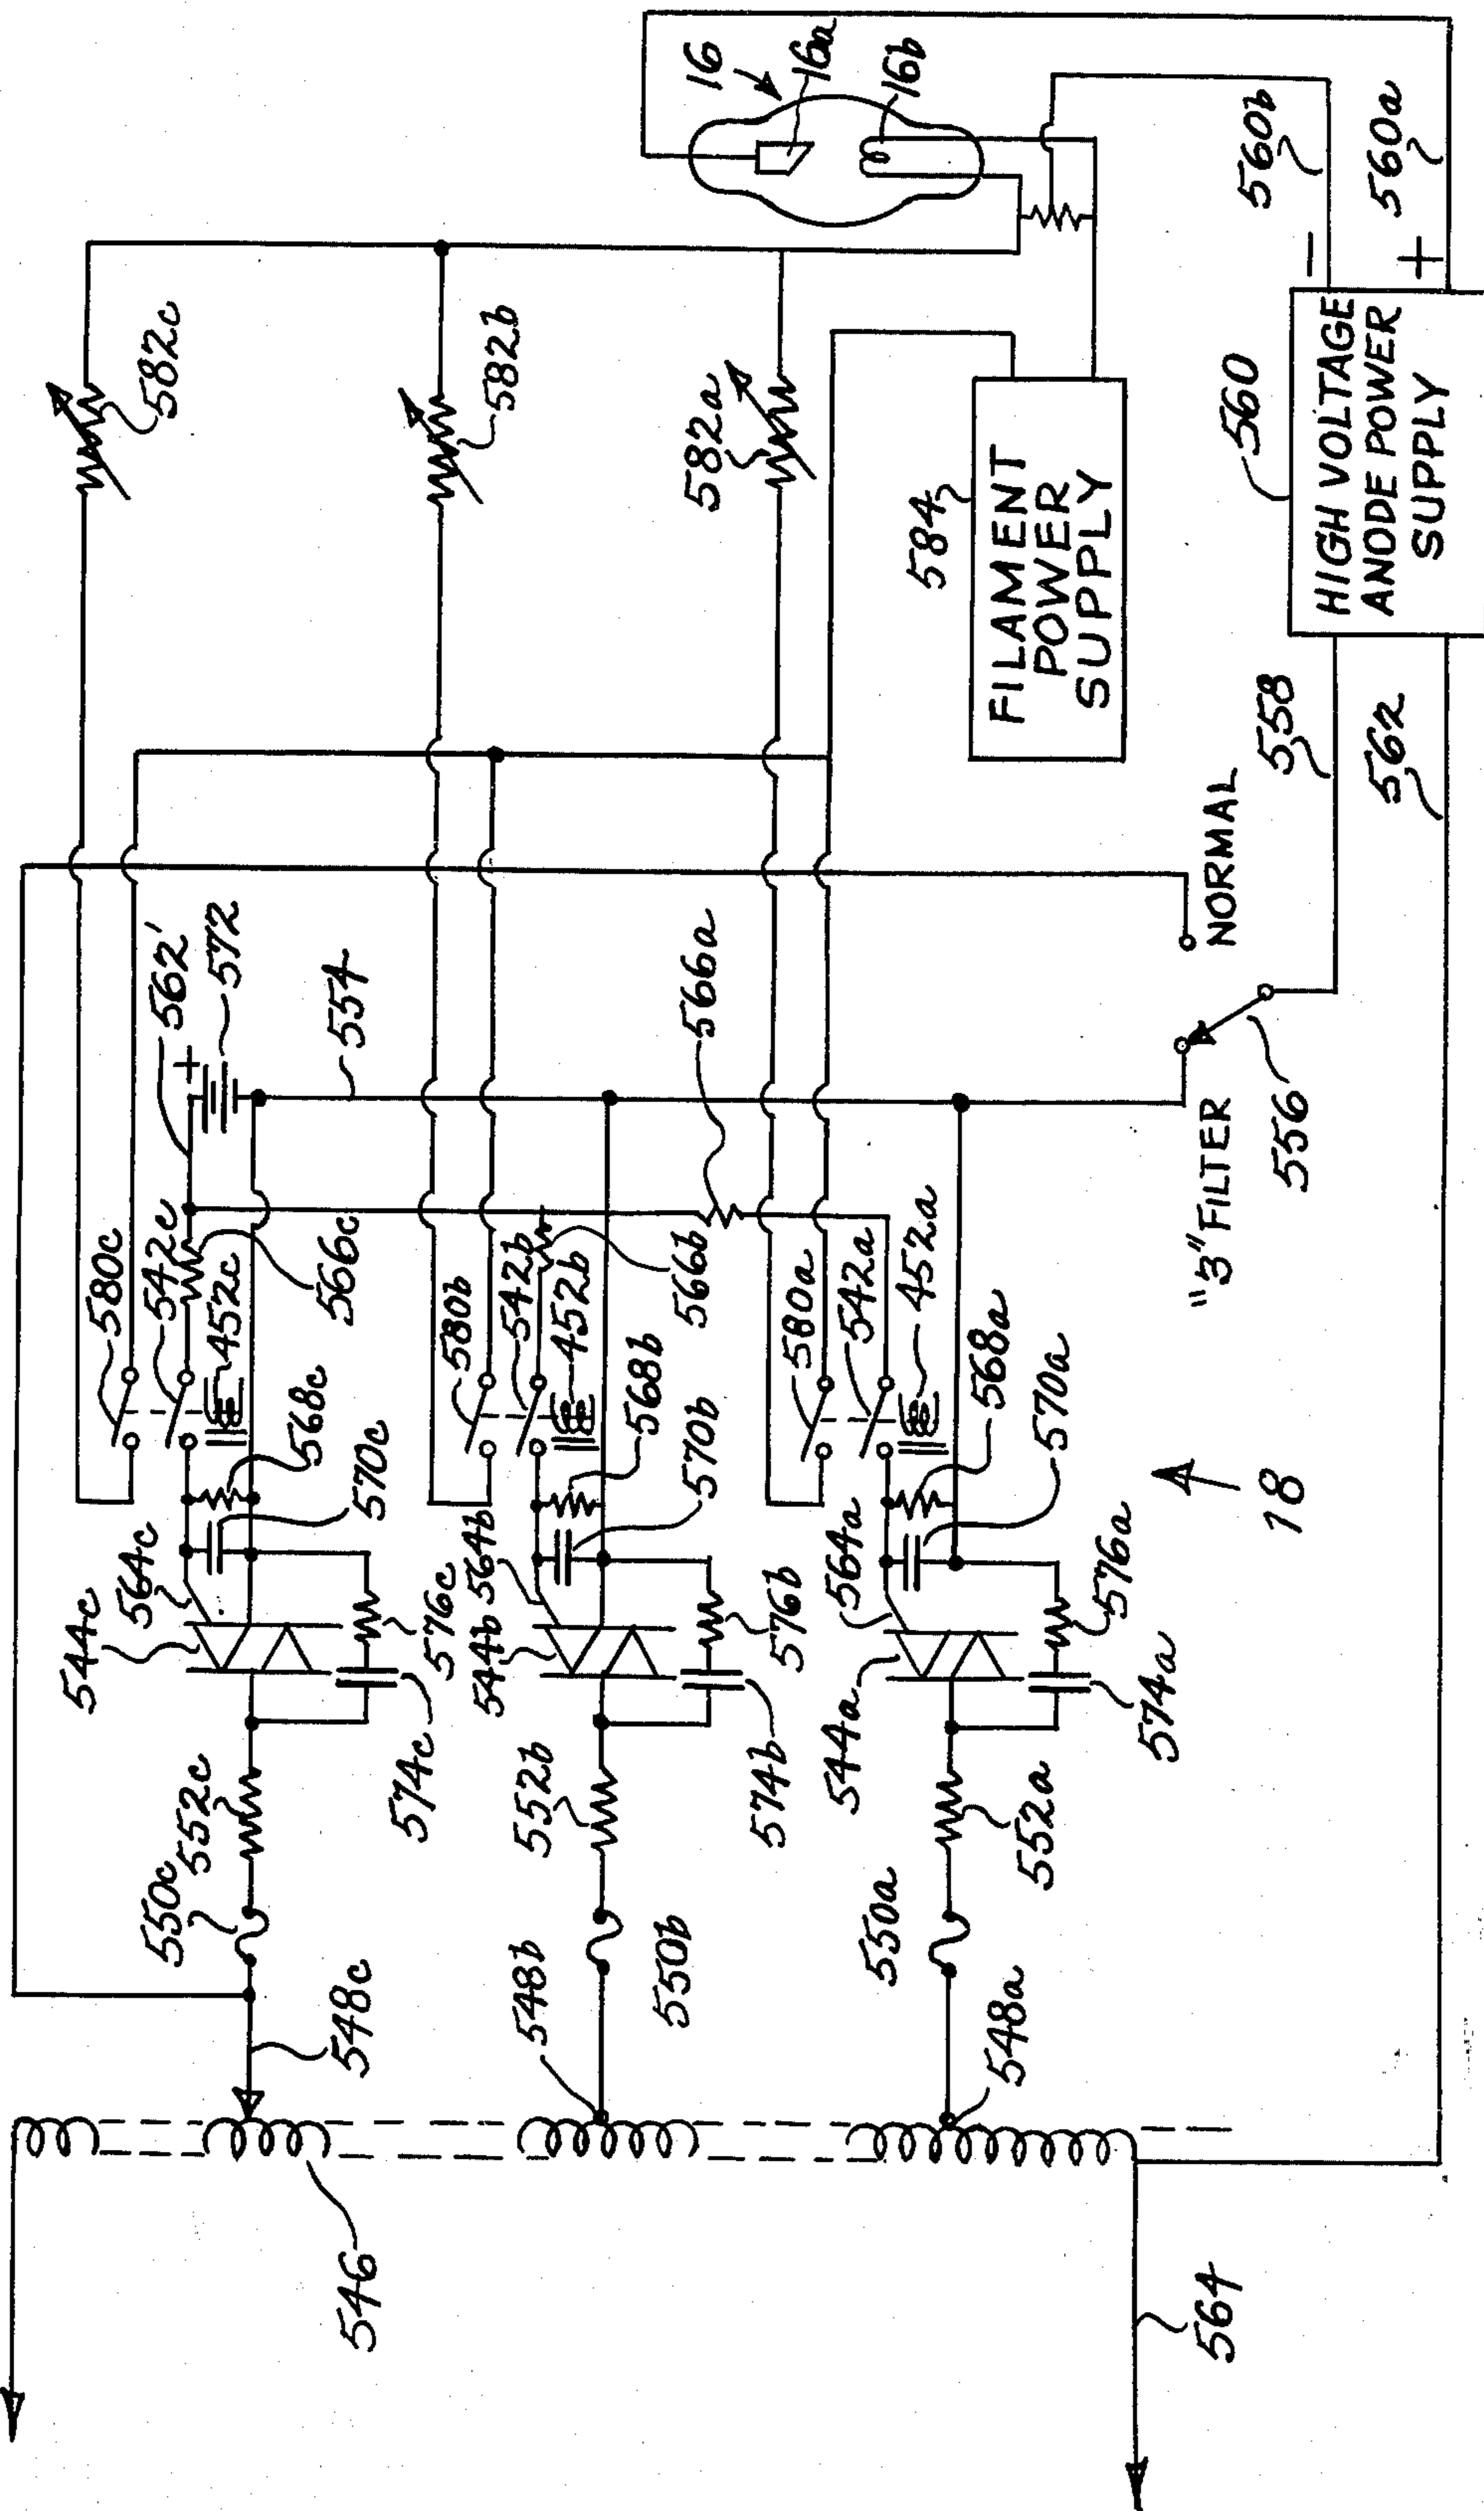 16
16a
16b
560b
560a
−
+
582c
582b
582a
584
FILAMENT
POWER
SUPPLY
560
HIGH VOLTAGE
ANODE POWER
SUPPLY
558
562
NORMAL
562'
572
+
554
566a
"3" FILTER
556
580c
542c
452c
566c
580b
542b
452b
566b
580a
542a
452a
568c
570c
568b
570b
568a
570a
18
544c
564c
576c
574c
544b
564b
576b
574b
544a
564a
576a
574a
550c
552c
552b
550b
550a
552a
548c
548b
548a
546
564